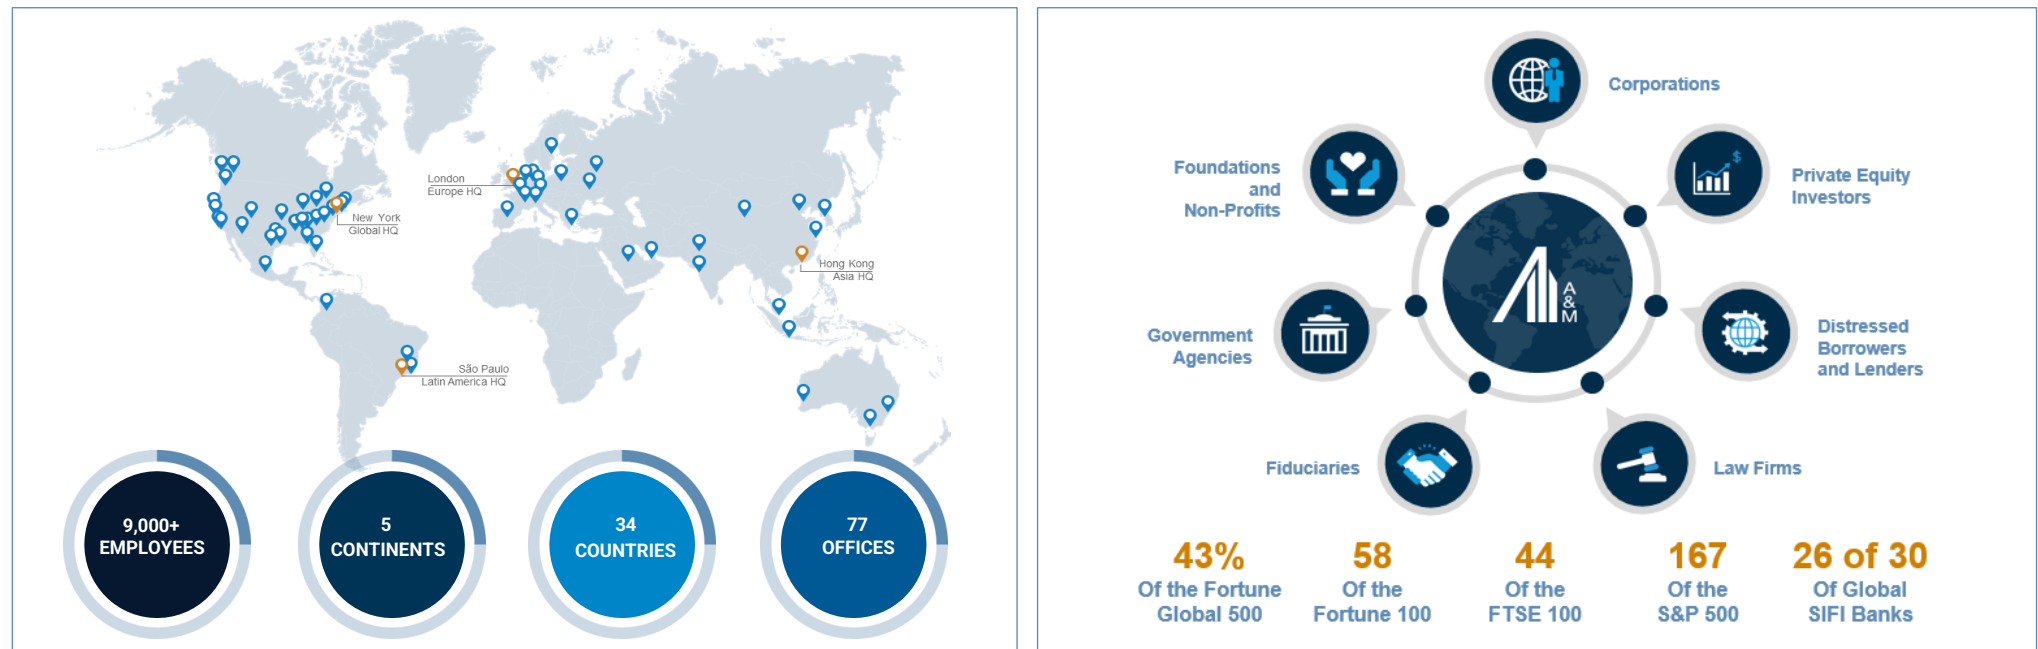 London
Europe HQ
New York
Global HQ
Hong Kong
Asia HQ
São Paulo
Latin America HQ
9,000+
EMPLOYEES
5
CONTINENTS
34
COUNTRIES
77
OFFICES
Corporations
Foundations
and
Non-Profits
Private Equity
Investors
$
A
&
M
Government
Agencies
Distressed
Borrowers
and Lenders
Fiduciaries
Law Firms
43%
Of the Fortune
Global 500
58
Of the
Fortune 100
44
Of the
FTSE 100
167
Of the
S&P 500
26 of 30
Of Global
SIFI Banks